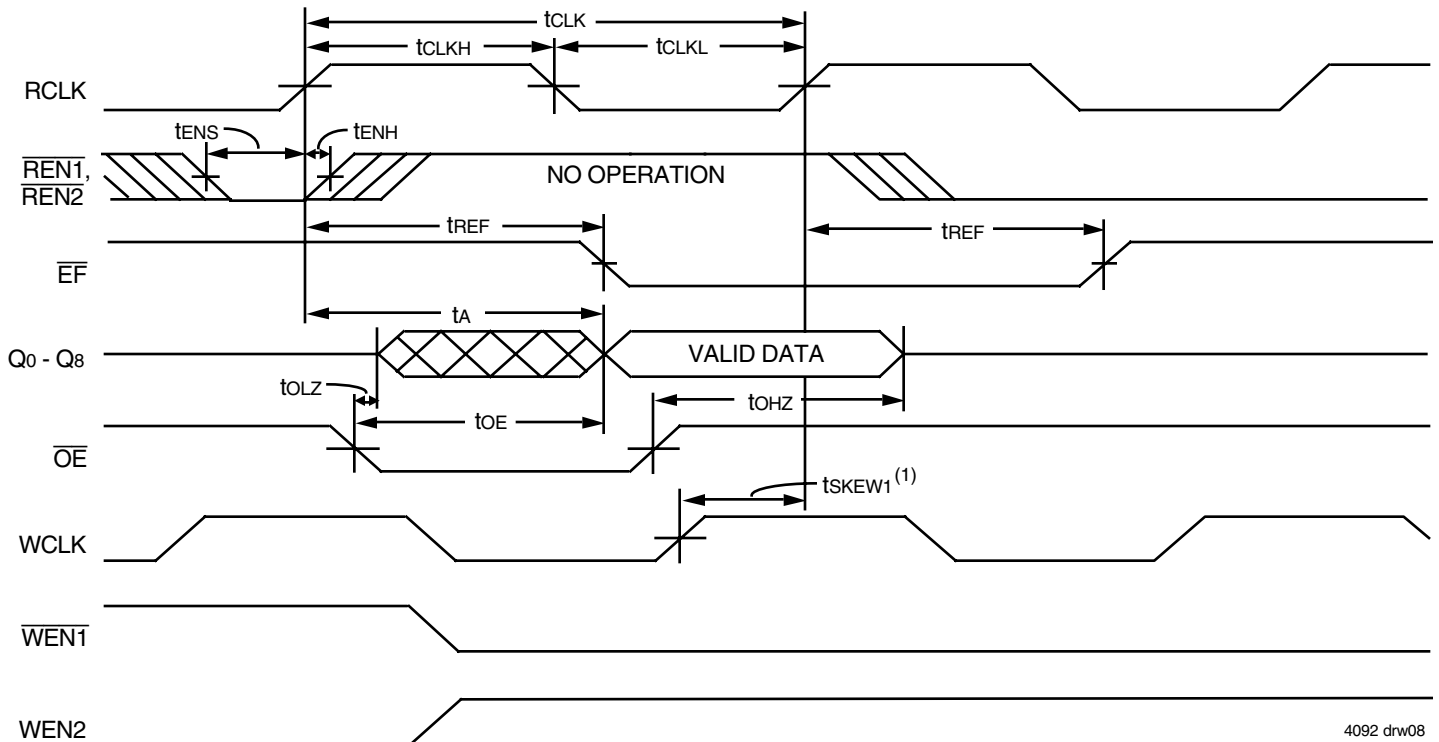 tCLK
tCLKH
tCLKL
RCLK
tENS
tENH
REN1,
REN2
NO OPERATION
tREF
tREF
EF
tA
Q0 - Q8
VALID DATA
tOLZ
tOHZ
tOE
OE
tSKEW1(1)
WCLK
WEN1
WEN2
4092 drw08